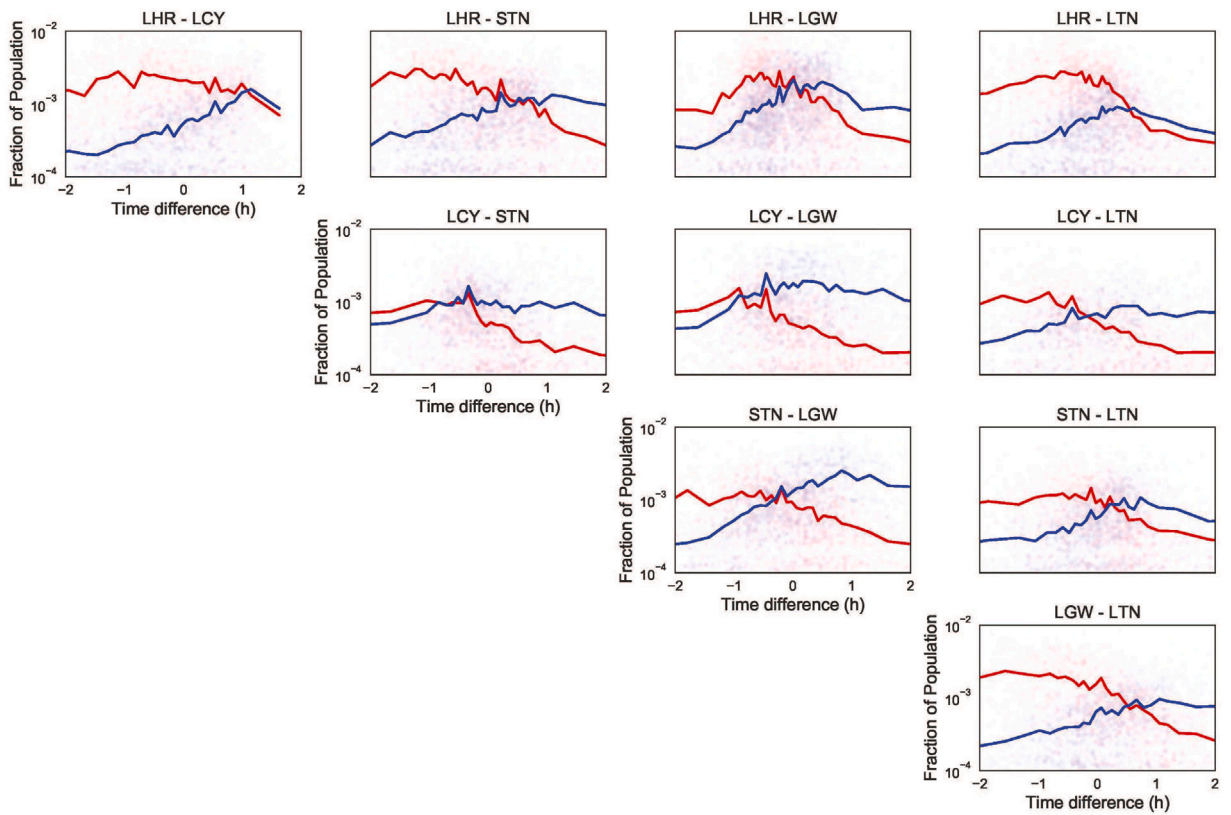 LHR - LCY
LHR - STN
LHR - LGW
LHR - LTN
Fraction of Population
10⁻²
10⁻³
10⁻⁴
−2 −1 0 1 2
Time difference (h)
LCY - STN
LCY - LGW
LCY - LTN
Fraction of Population
10⁻²
10⁻³
10⁻⁴
−2 −1 0 1 2
Time difference (h)
STN - LGW
STN - LTN
Fraction of Population
10⁻²
10⁻³
10⁻⁴
−2 −1 0 1 2
Time difference (h)
LGW - LTN
Fraction of Population
10⁻²
10⁻³
10⁻⁴
−2 −1 0 1 2
Time difference (h)